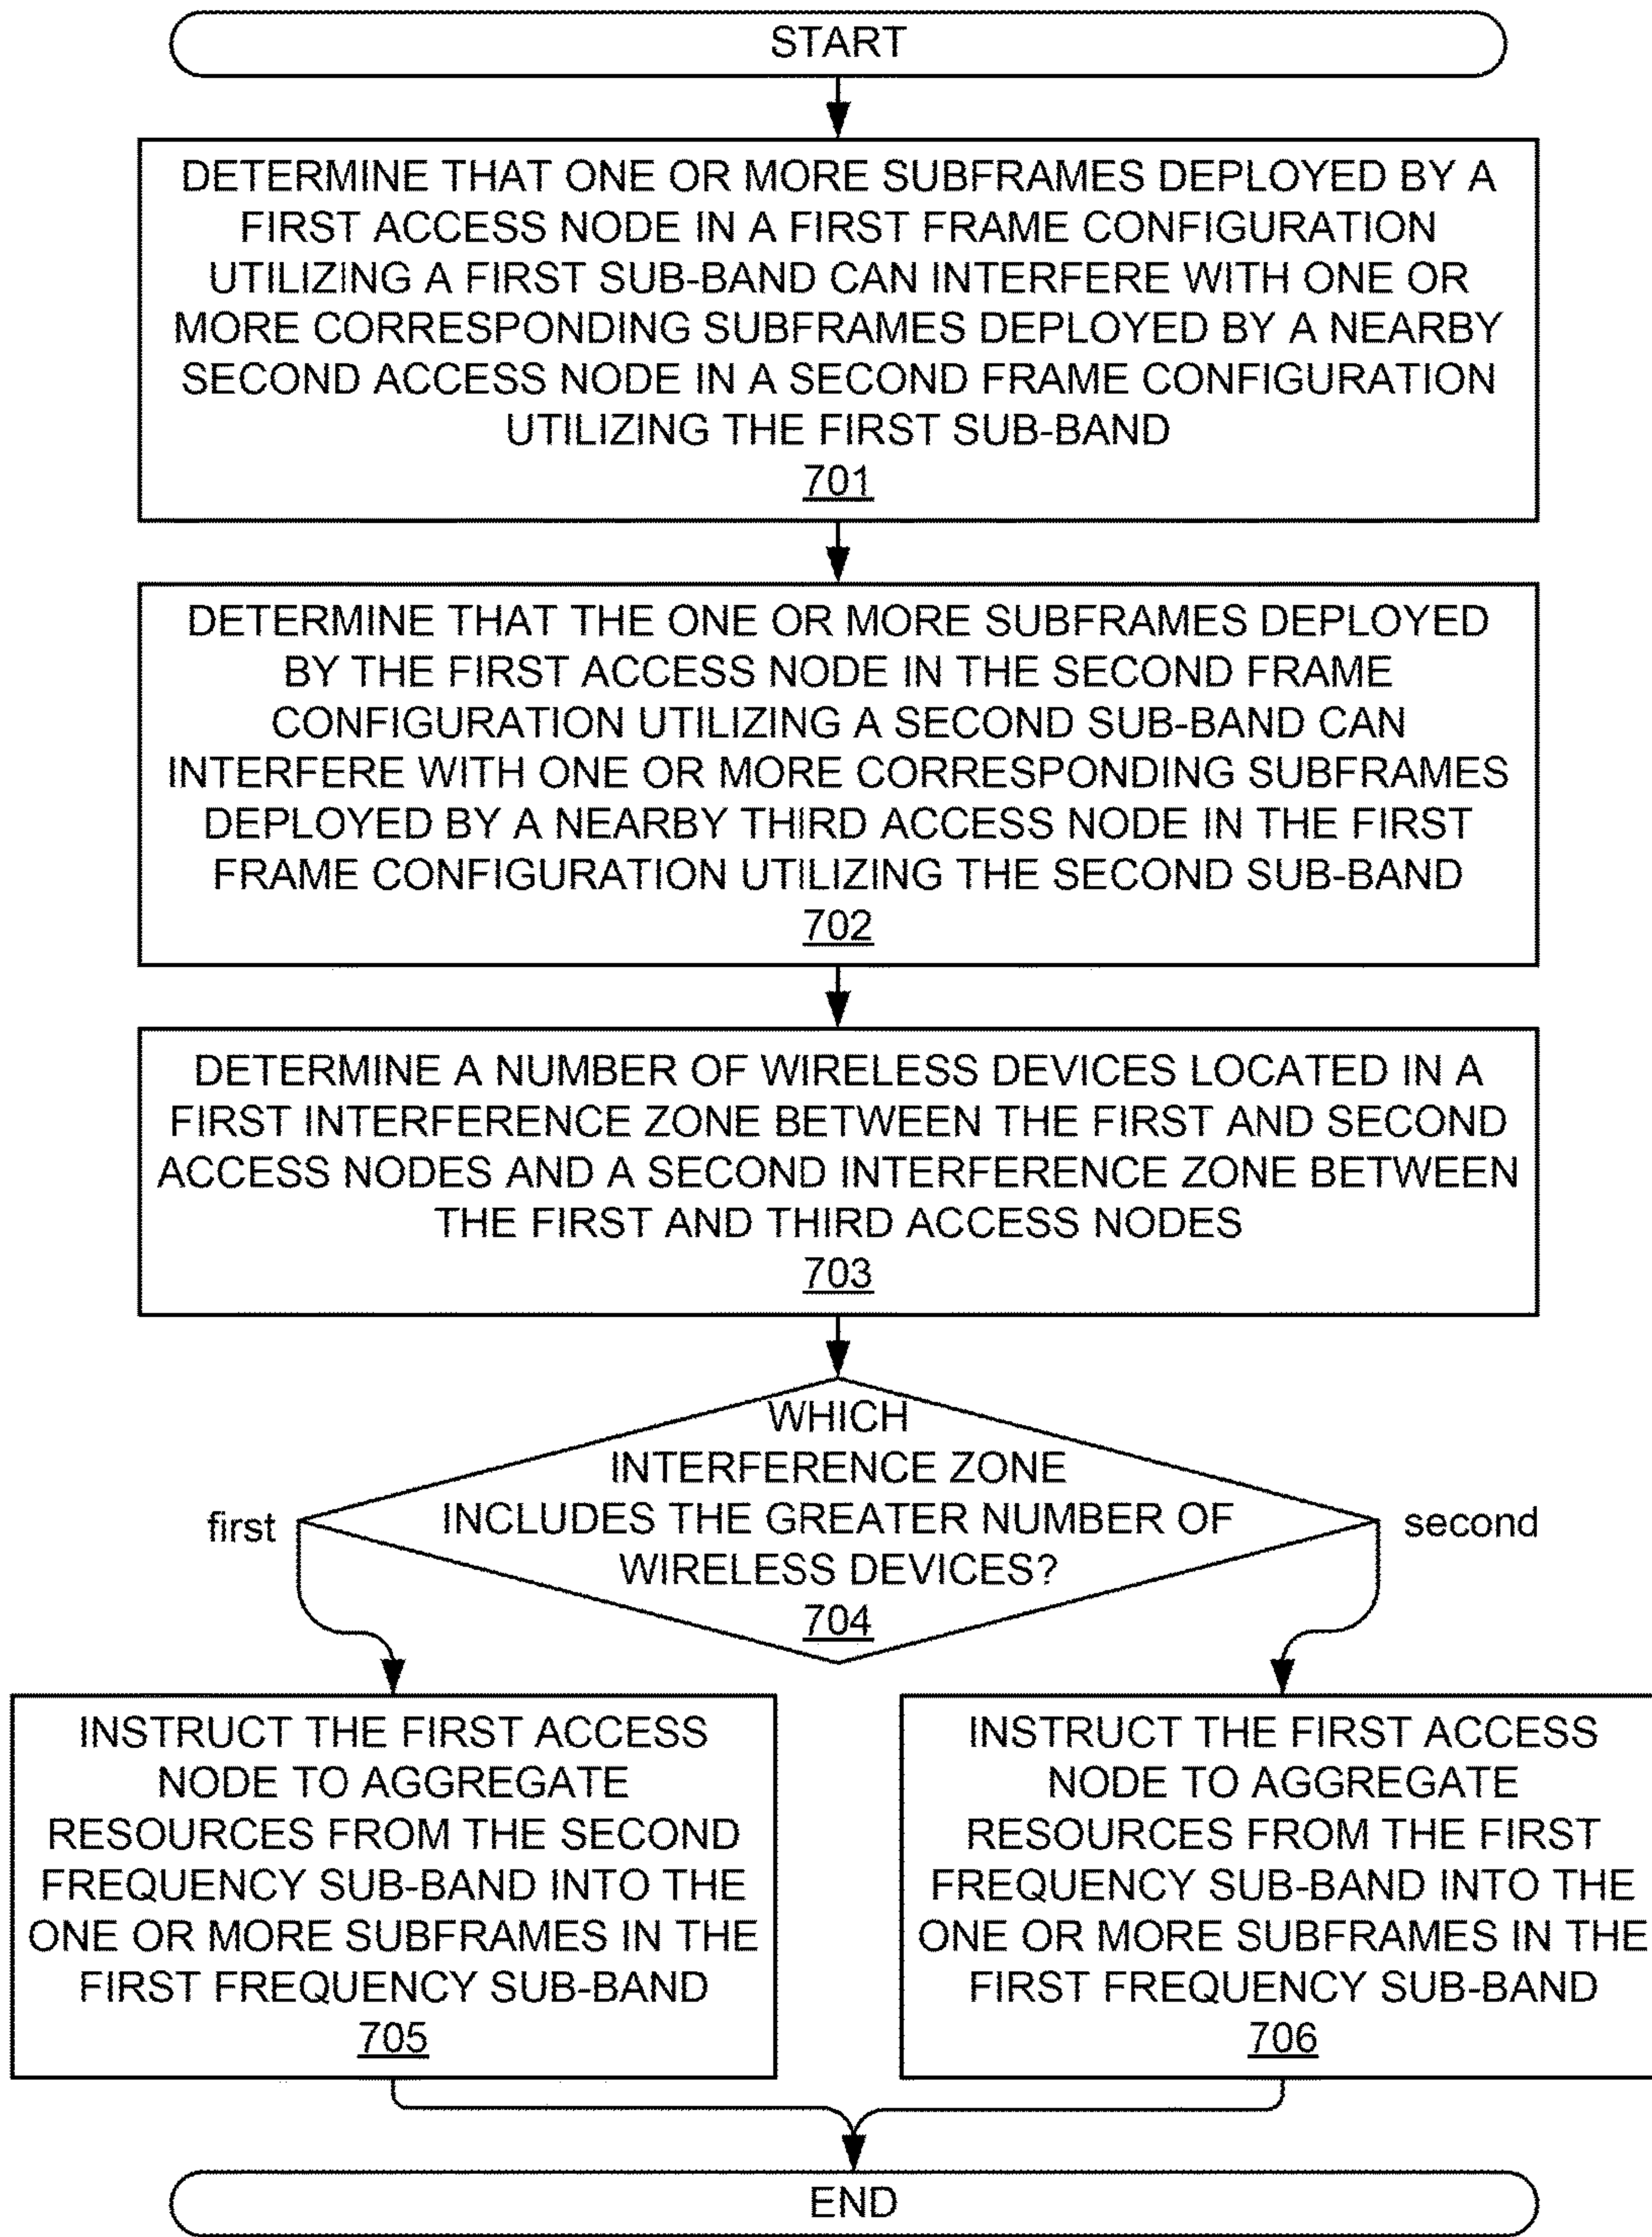 START
DETERMINE THAT ONE OR MORE SUBFRAMES DEPLOYED BY A
FIRST ACCESS NODE IN A FIRST FRAME CONFIGURATION
UTILIZING A FIRST SUB-BAND CAN INTERFERE WITH ONE OR
MORE CORRESPONDING SUBFRAMES DEPLOYED BY A NEARBY
SECOND ACCESS NODE IN A SECOND FRAME CONFIGURATION
UTILIZING THE FIRST SUB-BAND
701
DETERMINE THAT THE ONE OR MORE SUBFRAMES DEPLOYED
BY THE FIRST ACCESS NODE IN THE SECOND FRAME
CONFIGURATION UTILIZING A SECOND SUB-BAND CAN
INTERFERE WITH ONE OR MORE CORRESPONDING SUBFRAMES
DEPLOYED BY A NEARBY THIRD ACCESS NODE IN THE FIRST
FRAME CONFIGURATION UTILIZING THE SECOND SUB-BAND
702
DETERMINE A NUMBER OF WIRELESS DEVICES LOCATED IN A
FIRST INTERFERENCE ZONE BETWEEN THE FIRST AND SECOND
ACCESS NODES AND A SECOND INTERFERENCE ZONE BETWEEN
THE FIRST AND THIRD ACCESS NODES
703
WHICH
INTERFERENCE ZONE
INCLUDES THE GREATER NUMBER OF
WIRELESS DEVICES?
704
first
second
INSTRUCT THE FIRST ACCESS
NODE TO AGGREGATE
RESOURCES FROM THE SECOND
FREQUENCY SUB-BAND INTO THE
ONE OR MORE SUBFRAMES IN THE
FIRST FREQUENCY SUB-BAND
705
INSTRUCT THE FIRST ACCESS
NODE TO AGGREGATE
RESOURCES FROM THE FIRST
FREQUENCY SUB-BAND INTO THE
ONE OR MORE SUBFRAMES IN THE
FIRST FREQUENCY SUB-BAND
706
END